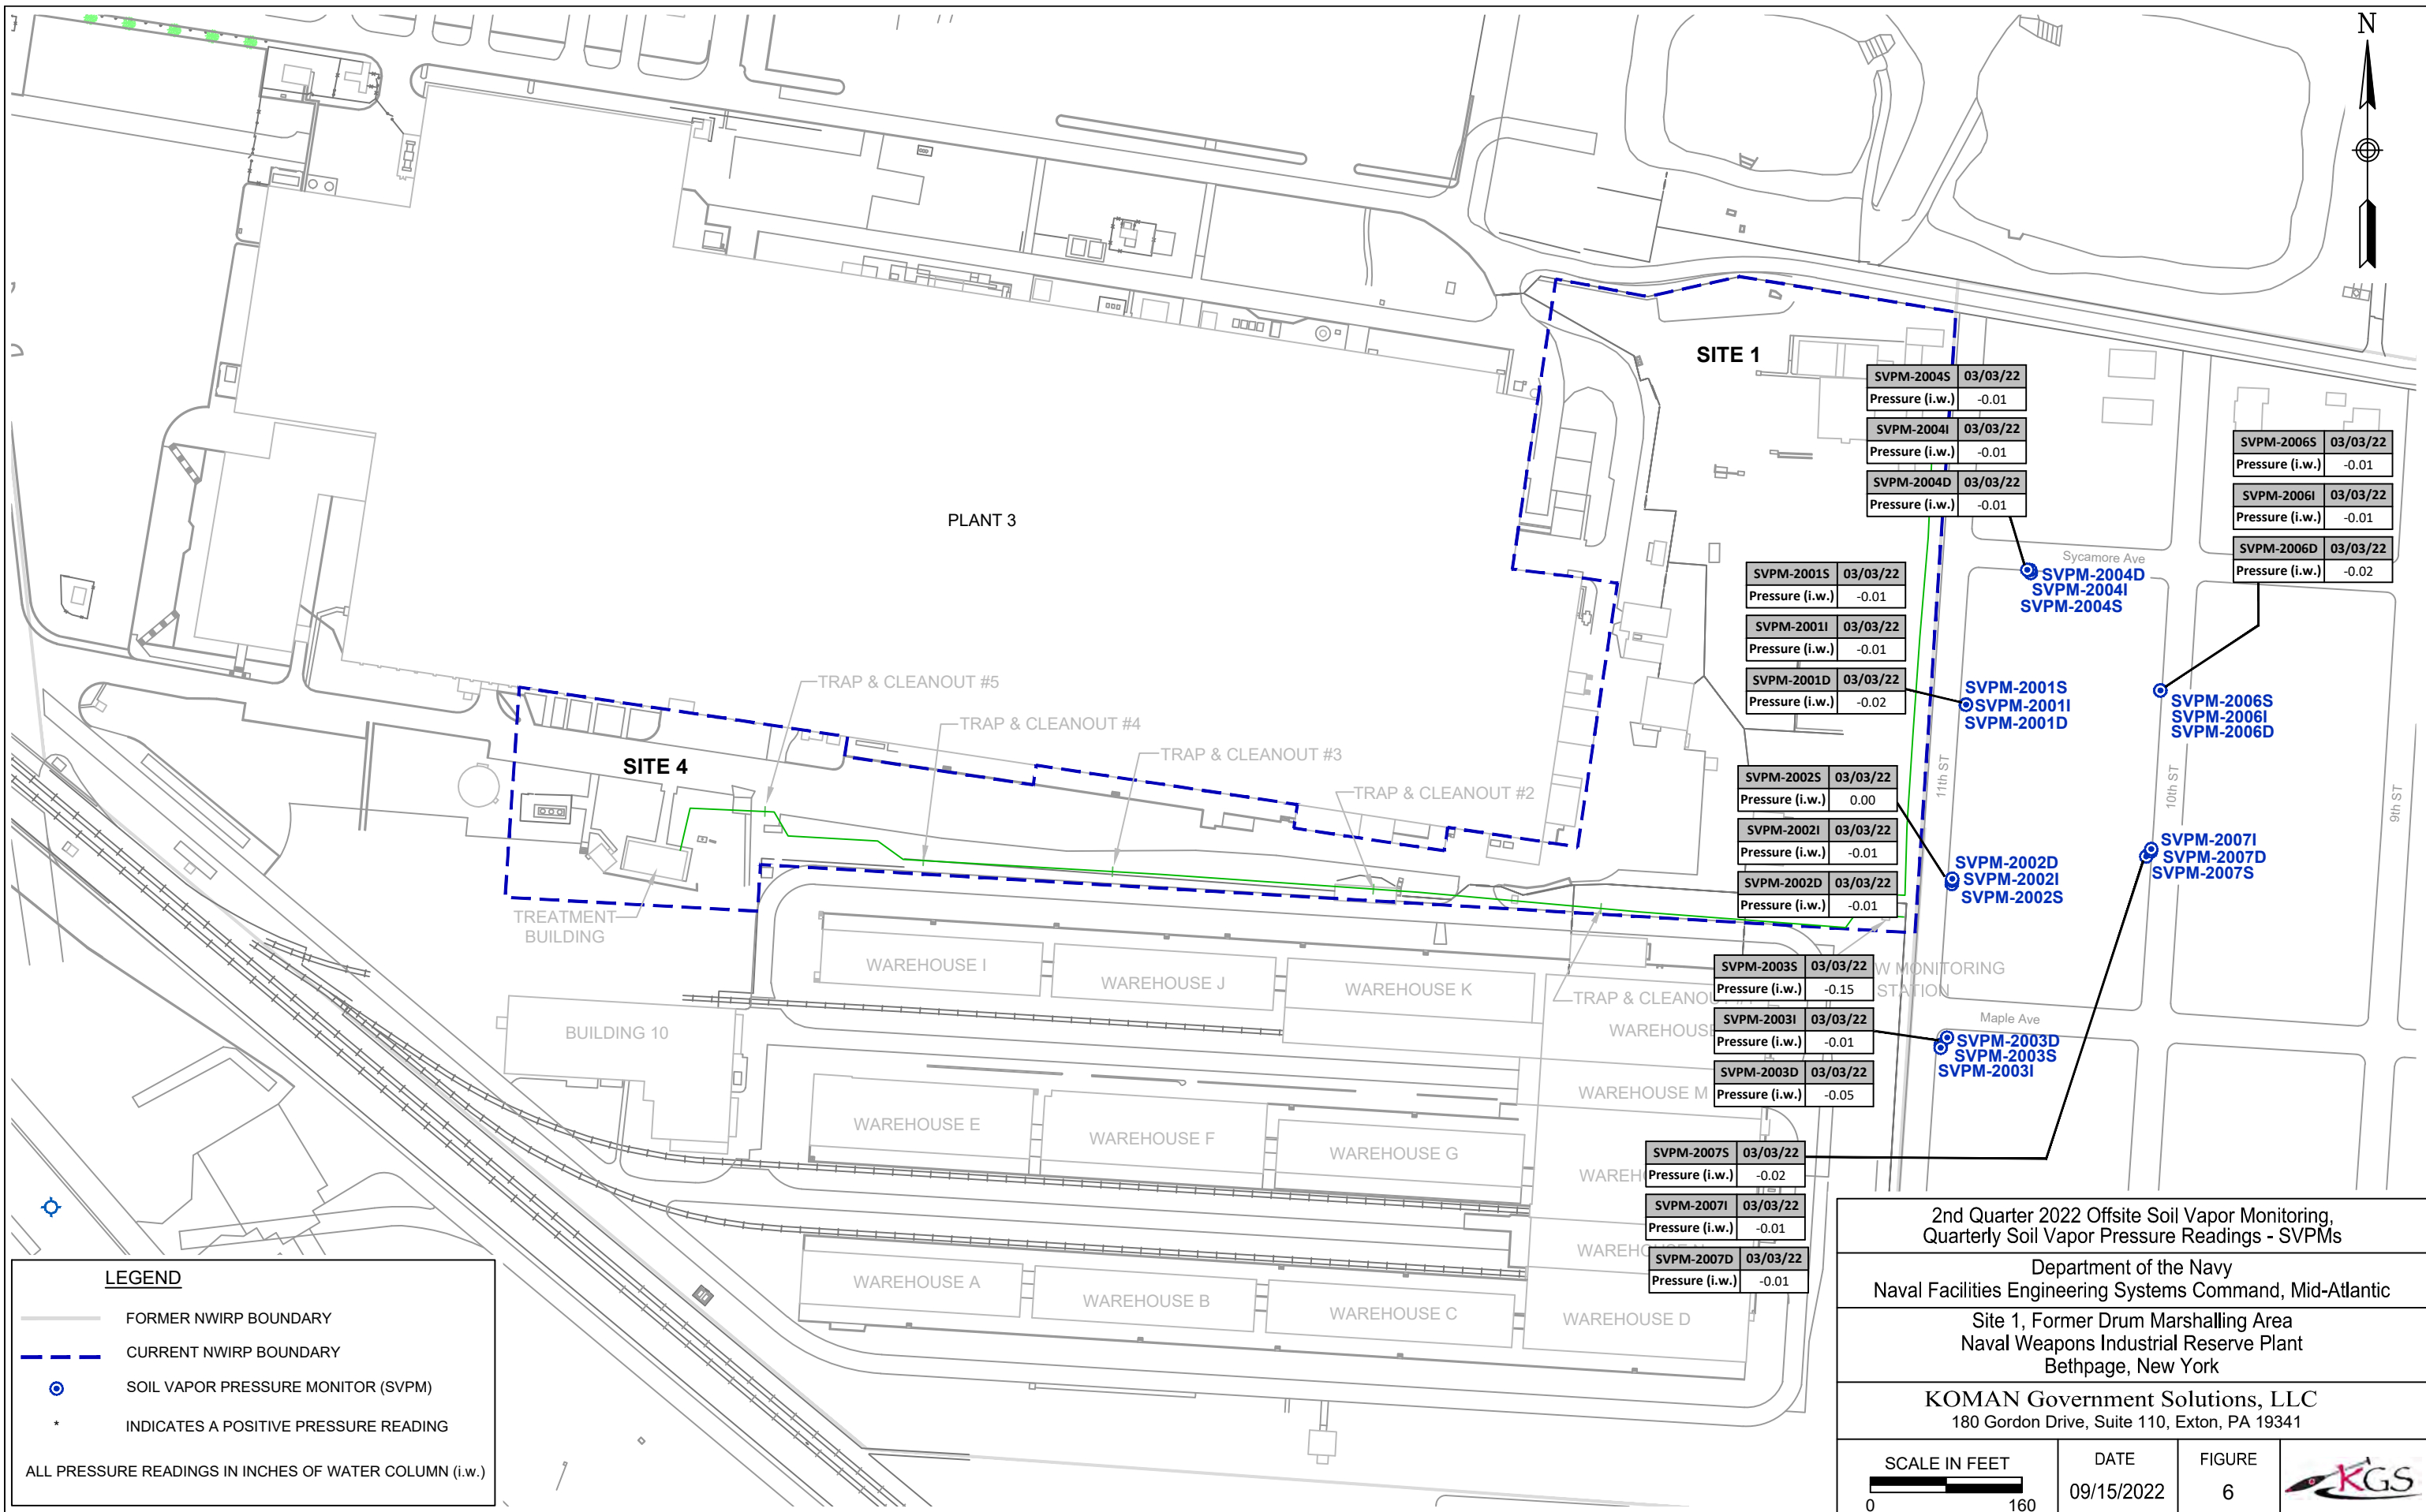 N
SITE 1
SVPM-2004S 03/03/22
Pressure (i.w.) -0.01
SVPM-2004I 03/03/22
Pressure (i.w.) -0.01
SVPM-2004D 03/03/22
Pressure (i.w.) -0.01
SVPM-2006S 03/03/22
Pressure (i.w.) -0.01
SVPM-2006I 03/03/22
Pressure (i.w.) -0.01
SVPM-2006D 03/03/22
Pressure (i.w.) -0.02
PLANT 3
Sycamore Ave
SVPM-2004D
SVPM-2004I
SVPM-2004S
SVPM-2001S 03/03/22
Pressure (i.w.) -0.01
SVPM-2001I 03/03/22
Pressure (i.w.) -0.01
SVPM-2001D 03/03/22
Pressure (i.w.) -0.02
SVPM-2001S
SVPM-2001I
SVPM-2001D
SVPM-2006S
SVPM-2006I
SVPM-2006D
TRAP & CLEANOUT #5
TRAP & CLEANOUT #4
TRAP & CLEANOUT #3
TRAP & CLEANOUT #2
SITE 4
11th ST
10th ST
9th ST
SVPM-2002S 03/03/22
Pressure (i.w.) 0.00
SVPM-2002I 03/03/22
Pressure (i.w.) -0.01
SVPM-2002D 03/03/22
Pressure (i.w.) -0.01
SVPM-2002D
SVPM-2002I
SVPM-2002S
SVPM-2007I
SVPM-2007D
SVPM-2007S
TREATMENT
BUILDING
WAREHOUSE I
WAREHOUSE J
WAREHOUSE K
TRAP & CLEANOU
W MONITORING
STATION
WAREHOUSE
BUILDING 10
SVPM-2003S 03/03/22
Pressure (i.w.) -0.15
SVPM-2003I 03/03/22
Pressure (i.w.) -0.01
SVPM-2003D 03/03/22
Pressure (i.w.) -0.05
Maple Ave
SVPM-2003D
SVPM-2003S
SVPM-2003I
WAREHOUSE M
WAREHOUSE E
WAREHOUSE F
WAREHOUSE G
WAREH
SVPM-2007S 03/03/22
Pressure (i.w.) -0.02
SVPM-2007I 03/03/22
Pressure (i.w.) -0.01
SVPM-2007D 03/03/22
Pressure (i.w.) -0.01
WAREHO
WAREHOUSE A
WAREHOUSE B
WAREHOUSE C
WAREHOUSE D
LEGEND
FORMER NWIRP BOUNDARY
CURRENT NWIRP BOUNDARY
SOIL VAPOR PRESSURE MONITOR (SVPM)
* INDICATES A POSITIVE PRESSURE READING
ALL PRESSURE READINGS IN INCHES OF WATER COLUMN (i.w.)
2nd Quarter 2022 Offsite Soil Vapor Monitoring,
Quarterly Soil Vapor Pressure Readings - SVPMs
Department of the Navy
Naval Facilities Engineering Systems Command, Mid-Atlantic
Site 1, Former Drum Marshalling Area
Naval Weapons Industrial Reserve Plant
Bethpage, New York
KOMAN Government Solutions, LLC
180 Gordon Drive, Suite 110, Exton, PA 19341
SCALE IN FEET
0 160
DATE
09/15/2022
FIGURE
6
KGS